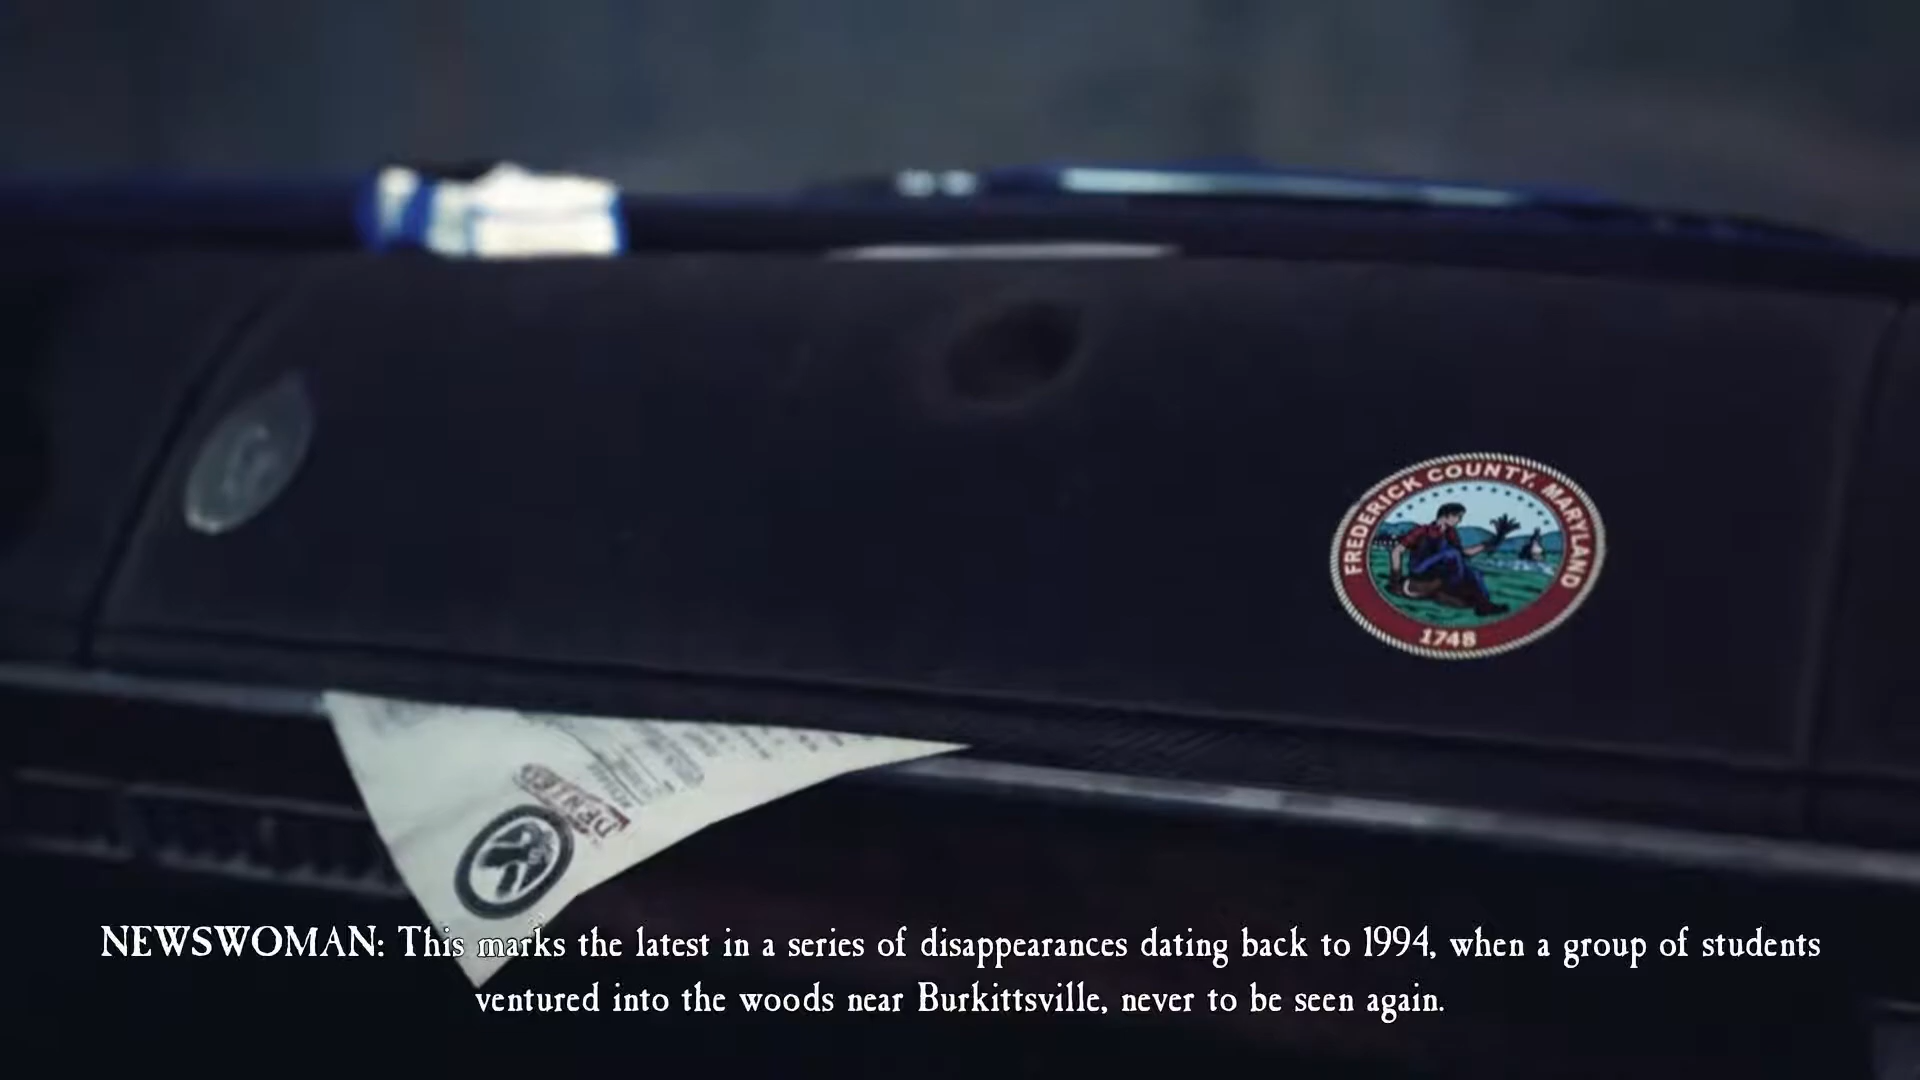 FREDERICK COUNTY, MARYLAND
1748
DENIED
NEWSWOMAN: This marks the latest in a series of disappearances dating back to 1994, when a group of students
ventured into the woods near Burkittsville, never to be seen again.